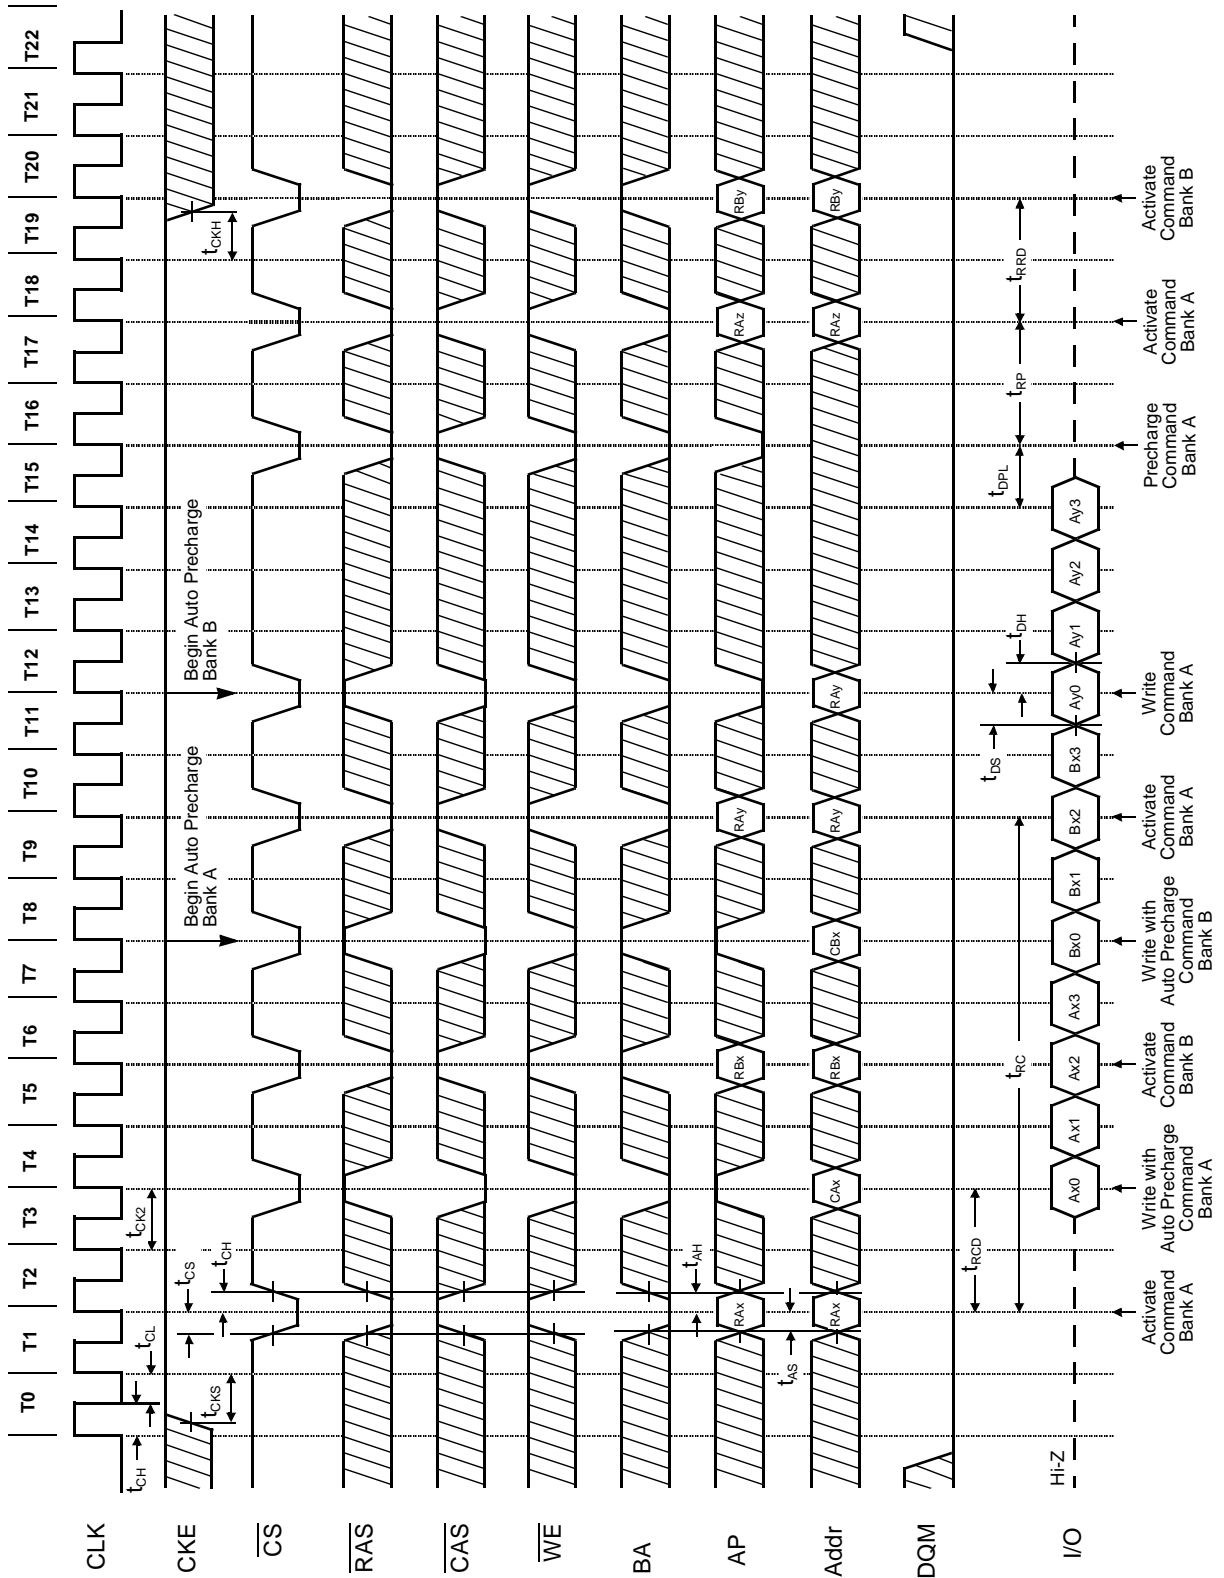 T0 T1 T2 T3 T4 T5 T6 T7 T8 T9 T10 T11 T12 T13 T14 T15 T16 T17 T18 T19 T20 T21 T22
CLK
tCH tCL tCK2
CKE
tCKS tCS
Begin Auto Precharge
Bank A
Begin Auto Precharge
Bank B
tCKH
CS
tCH
RAS
CAS
WE
BA
tAH
AP
RAx RBx RAy RAz RBy
tAS
Addr
RAx CAx RBx CBx RAy RAy RAz RBy
DQM
tRCD tRC tDS tDH tDPL tRP tRRD
I/O
Hi-Z
Ax0 Ax1 Ax2 Ax3 Bx0 Bx1 Bx2 Bx3 Ay0 Ay1 Ay2 Ay3
Activate
Command
Bank A
Write with
Auto Precharge
Command
Bank A
Activate
Command
Bank B
Write with
Auto Precharge
Command
Bank B
Activate
Command
Bank A
Write
Command
Bank A
Precharge
Command
Bank A
Activate
Command
Bank A
Activate
Command
Bank B